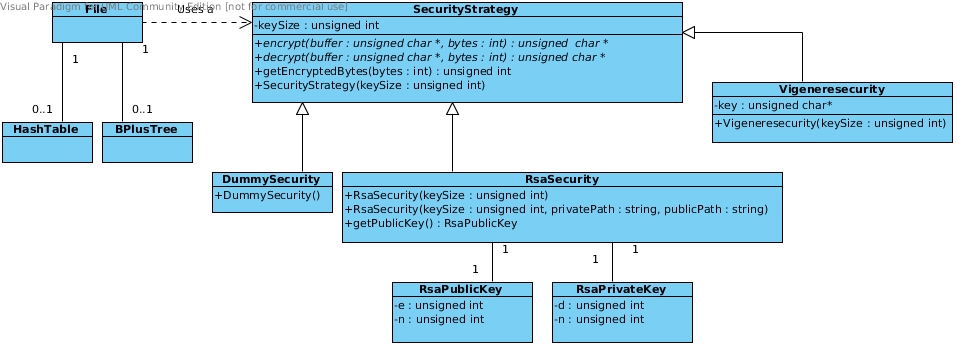 Visual Paradigm for UML Community Edition [not for commercial use]
File
Uses a
1
1
0..1
0..1
HashTable
BPlusTree
SecurityStrategy
-keySize : unsigned int
+encrypt(buffer : unsigned char *, bytes : int) : unsigned char *
+decrypt(buffer : unsigned char *, bytes : int) : unsigned char *
+getEncryptedBytes(bytes : int) : unsigned int
+SecurityStrategy(keySize : unsigned int)
Vigeneresecurity
-key : unsigned char*
+Vigeneresecurity(keySize : unsigned int)
DummySecurity
+DummySecurity()
RsaSecurity
+RsaSecurity(keySize : unsigned int)
+RsaSecurity(keySize : unsigned int, privatePath : string, publicPath : string)
+getPublicKey() : RsaPublicKey
1
1
1
1
RsaPublicKey
-e : unsigned int
-n : unsigned int
RsaPrivateKey
-d : unsigned int
-n : unsigned int